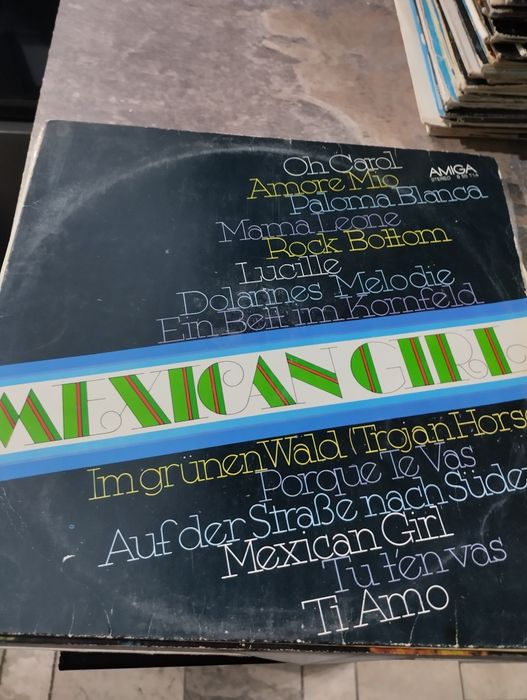 Oh Carol
AMIGA
STEREO
Amore Mio
Paloma Blanca
Mama Leone
Rock Bottom
Lucille
Dolannes Melodie
Ein Bett im Kornfeld
MEXICAN GIRL
Im grünen Wald (Trojan Hors
Porque Te Vas
Auf der Straße nach Süde
Mexican Girl
Tu t'en vas
Ti Amo